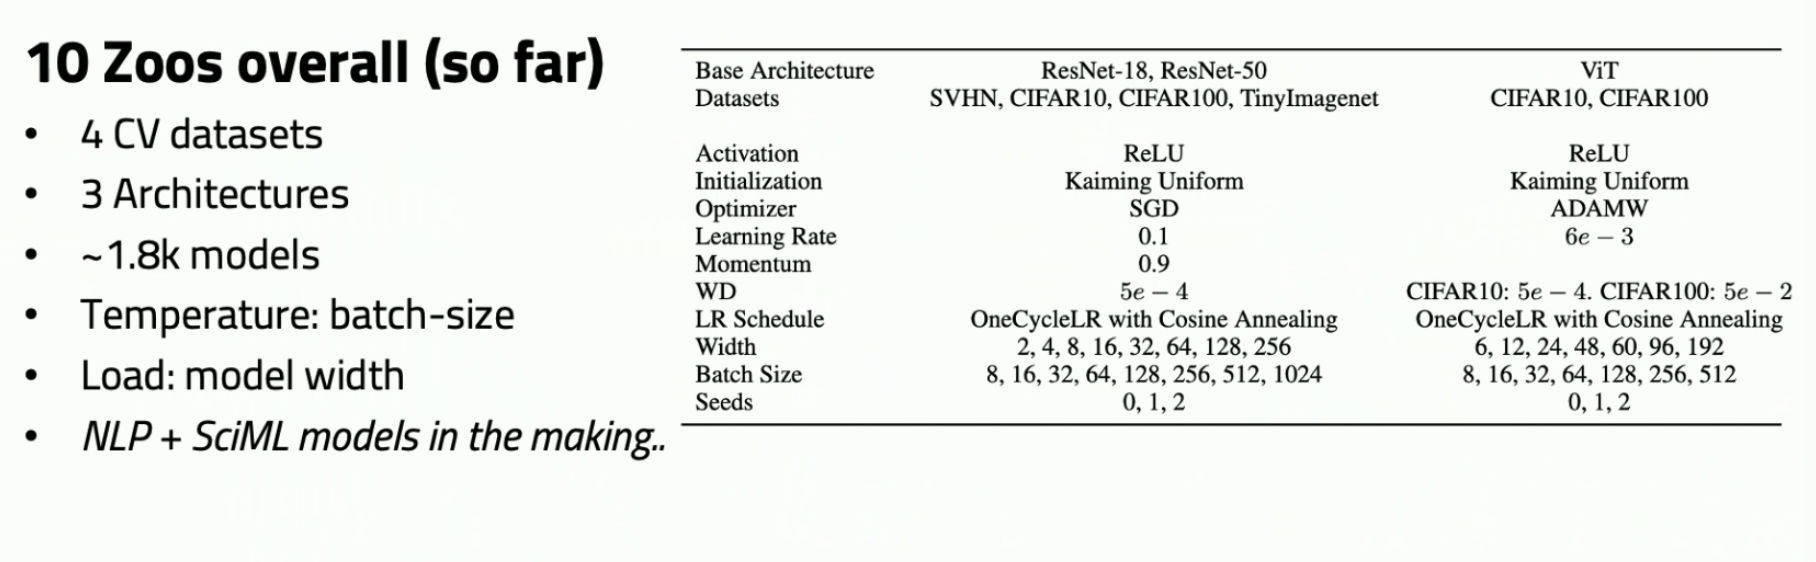 10 Zoos overall (so far)
• 4 CV datasets
• 3 Architectures
• ~1.8k models
• Temperature: batch-size
• Load: model width
• NLP + SciML models in the making..
Base Architecture ResNet-18, ResNet-50 ViT
Datasets SVHN, CIFAR10, CIFAR100, TinyImagenet CIFAR10, CIFAR100
Activation ReLU ReLU
Initialization Kaiming Uniform Kaiming Uniform
Optimizer SGD ADAMW
Learning Rate 0.1 6e − 3
Momentum 0.9
WD 5e − 4 CIFAR10: 5e − 4. CIFAR100: 5e − 2
LR Schedule OneCycleLR with Cosine Annealing OneCycleLR with Cosine Annealing
Width 2, 4, 8, 16, 32, 64, 128, 256 6, 12, 24, 48, 60, 96, 192
Batch Size 8, 16, 32, 64, 128, 256, 512, 1024 8, 16, 32, 64, 128, 256, 512
Seeds 0, 1, 2 0, 1, 2